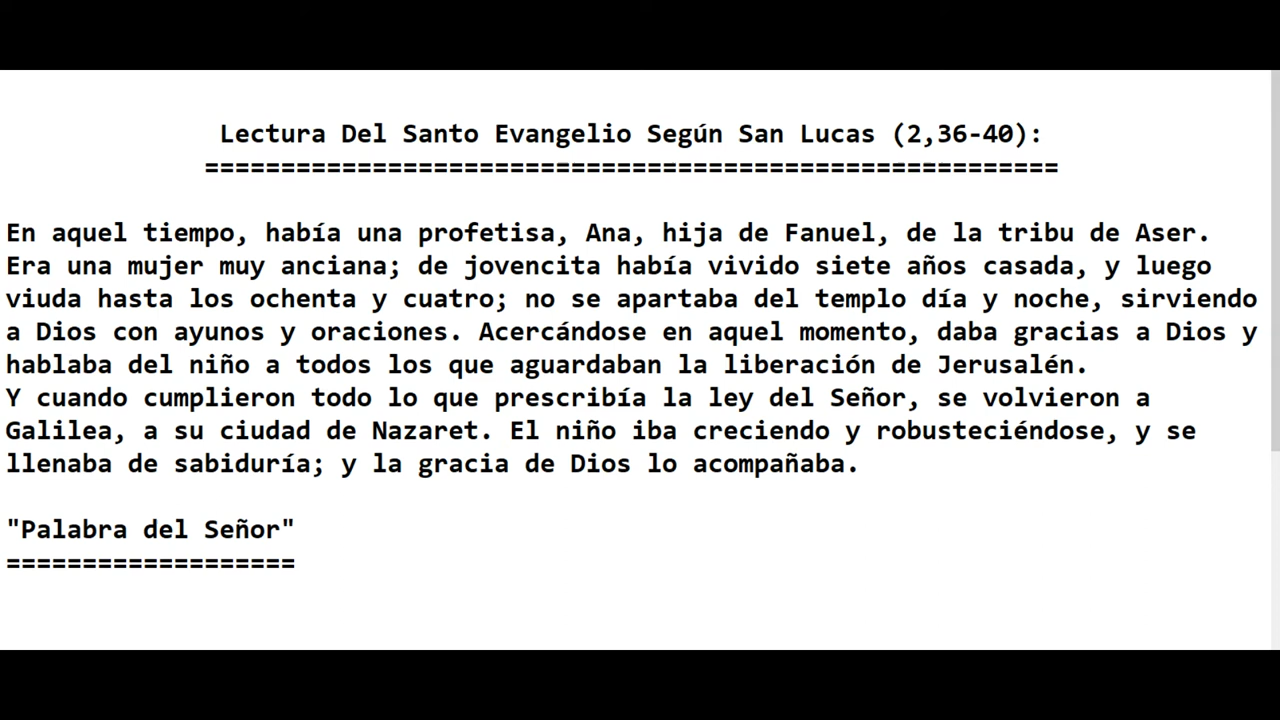 Lectura Del Santo Evangelio Según San Lucas (2,36-40):
========================================================
En aquel tiempo, había una profetisa, Ana, hija de Fanuel, de la tribu de Aser.
Era una mujer muy anciana; de jovencita había vivido siete años casada, y luego
viuda hasta los ochenta y cuatro; no se apartaba del templo día y noche, sirviendo
a Dios con ayunos y oraciones. Acercándose en aquel momento, daba gracias a Dios y
hablaba del niño a todos los que aguardaban la liberación de Jerusalén.
Y cuando cumplieron todo lo que prescribía la ley del Señor, se volvieron a
Galilea, a su ciudad de Nazaret. El niño iba creciendo y robusteciéndose, y se
llenaba de sabiduría; y la gracia de Dios lo acompañaba.
"Palabra del Señor"
===================